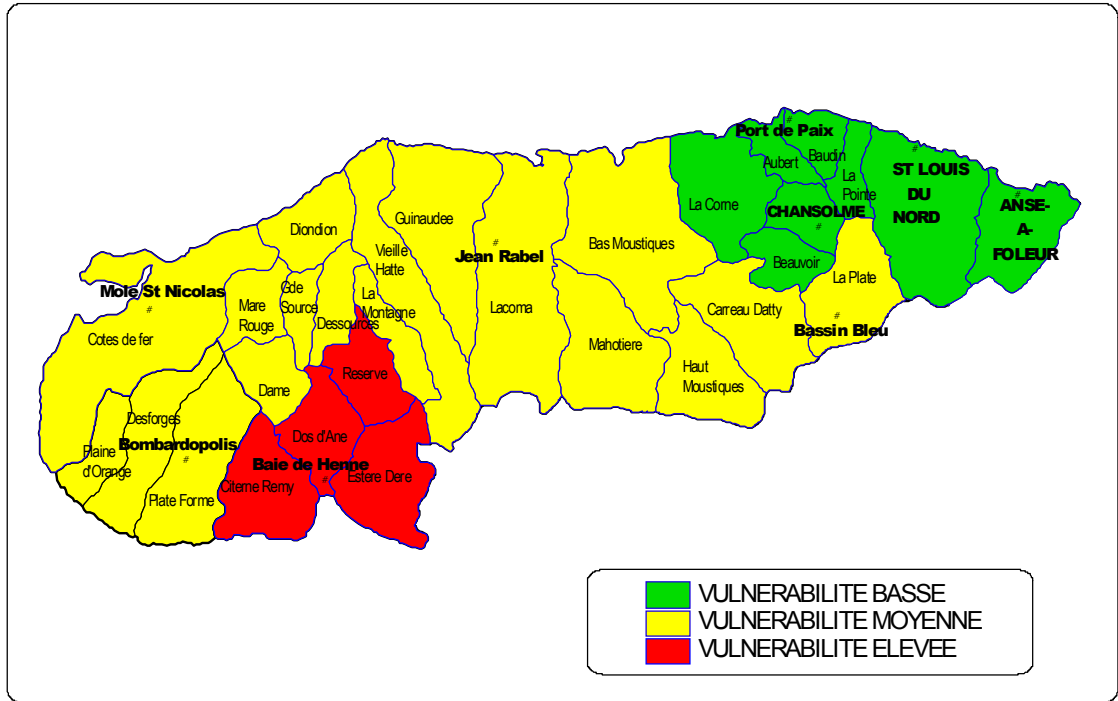 Port de Paix
Aubert
Baudin
La
Pointe
ST LOUIS
DU
NORD
ANSE-
A-
FOLEUR
La Corne
CHANSOLME
Beauvoir
La Plate
Bassin Bleu
Carreau Datty
Bas Moustiques
Mahotiere
Haut
Moustiques
Guinaudee
Jean Rabel
Lacoma
Diondion
Vieille
Hatte
La
Montagne
Gde
Source
Dessources
Mole St Nicolas
Mare
Rouge
Cotes de fer
Dame
Reserve
Desforges
Bombardopolis
Plaine
d'Orange
Plate Forme
Dos d'Ane
Baie de Henne
Citerne Remy
Estere Dere
VULNERABILITE BASSE
VULNERABILITE MOYENNE
VULNERABILITE ELEVEE